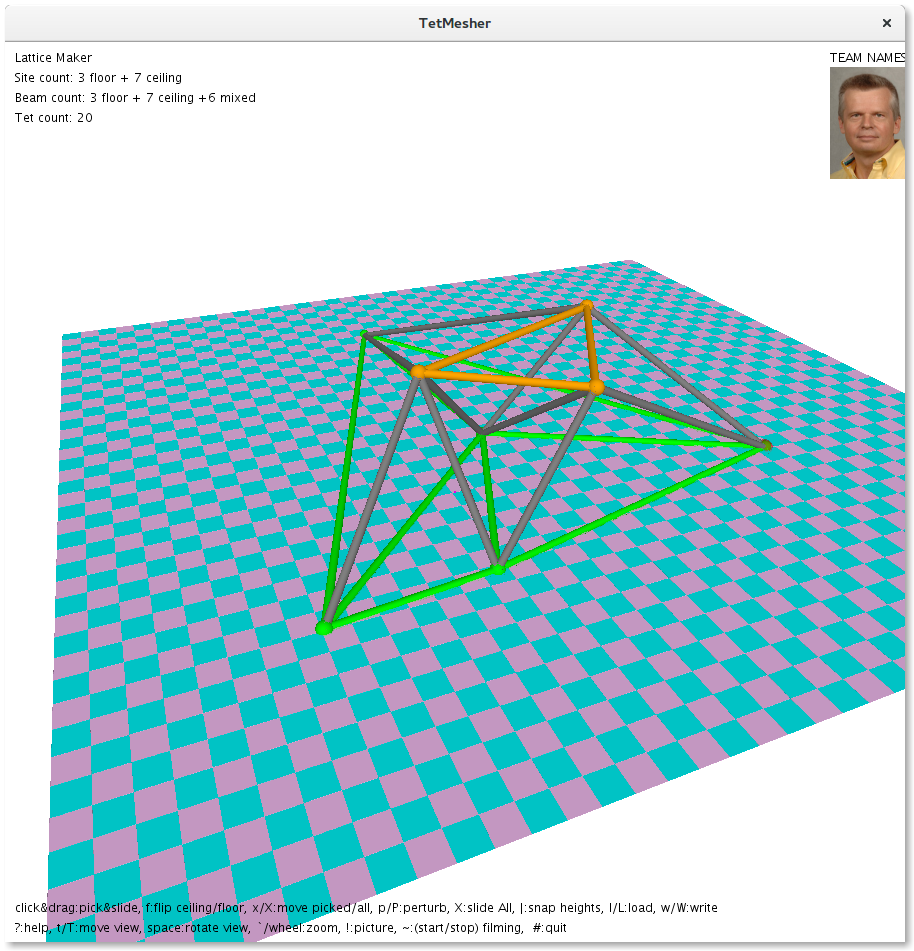 TetMesher
Lattice Maker
TEAM NAMES
Site count: 3 floor + 7 ceiling
Beam count: 3 floor + 7 ceiling +6 mixed
Tet count: 20
click&drag:pick&slide, f:flip ceiling/floor, x/X:move picked/all, p/P:perturb, X:slide All, |:snap heights, l/L:load, w/W:write
?:help, t/T:move view, space:rotate view, `/wheel:zoom, !:picture, ~:(start/stop) filming,  #:quit